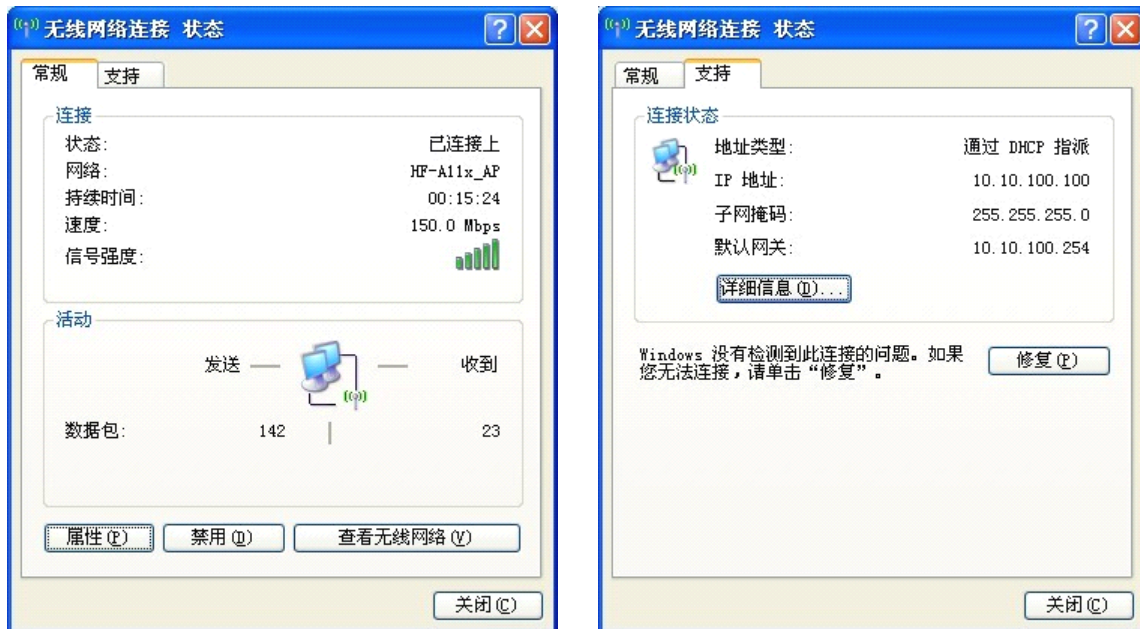 无线网络连接 状态
常规
支持
连接
状态: 已连接上
网络: HF-A11x_AP
持续时间: 00:15:24
速度: 150.0 Mbps
信号强度:
活动
发送 — — 收到
数据包: 142 | 23
属性(P)
禁用(D)
查看无线网络(V)
关闭(C)
无线网络连接 状态
常规
支持
连接状态
地址类型: 通过 DHCP 指派
IP 地址: 10.10.100.100
子网掩码: 255.255.255.0
默认网关: 10.10.100.254
详细信息(D)...
Windows 没有检测到此连接的问题。如果
您无法连接,请单击“修复”。
修复(P)
关闭(C)